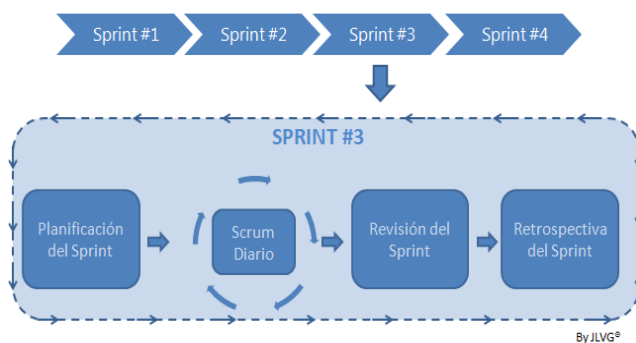 Sprint #1
Sprint #2
Sprint #3
Sprint #4
SPRINT #3
Planificación
del Sprint
Scrum
Diario
Revisión del
Sprint
Retrospectiva
del Sprint
By JLVG®